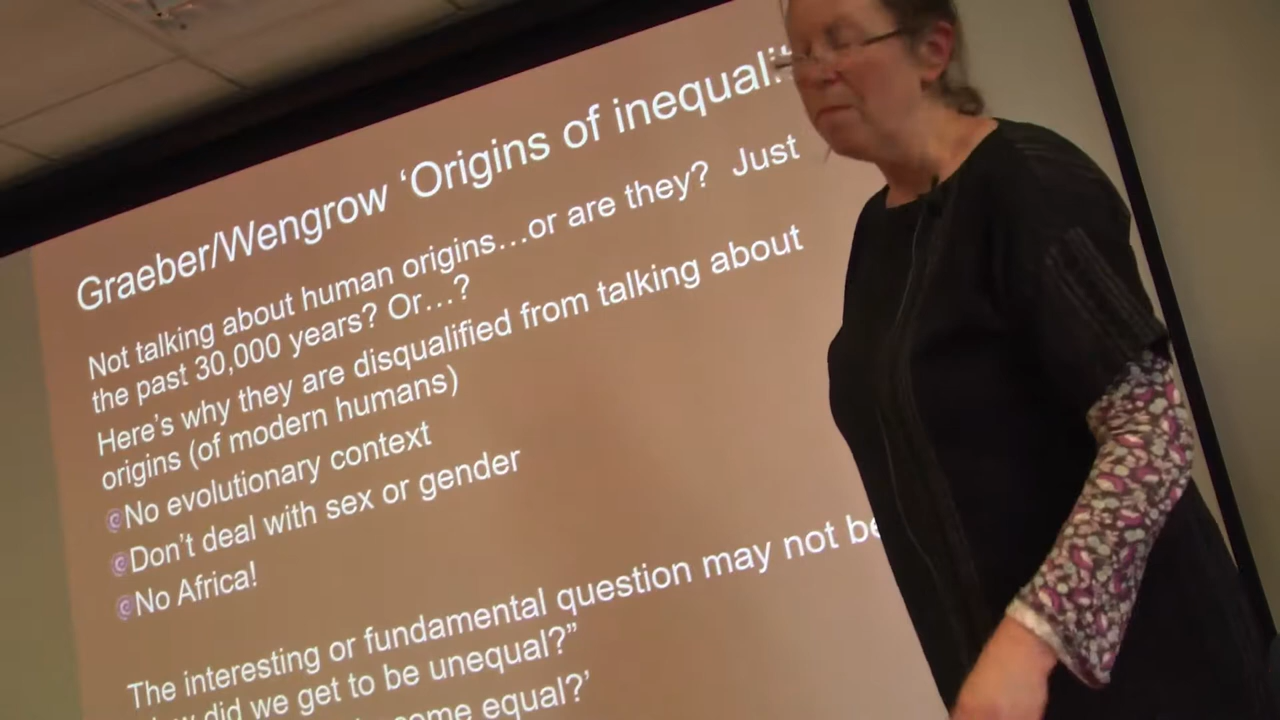 Graeber/Wengrow ‘Origins of
Not talking about human origins…or are they? Just
the past 30,000 years? Or…?
Here’s why they are disqualified from talking about
origins (of modern humans)
No evolutionary context
Don’t deal with sex or gender
No Africa!
The interesting or fundamental question may not
did we get to be unequal?”
equal?’